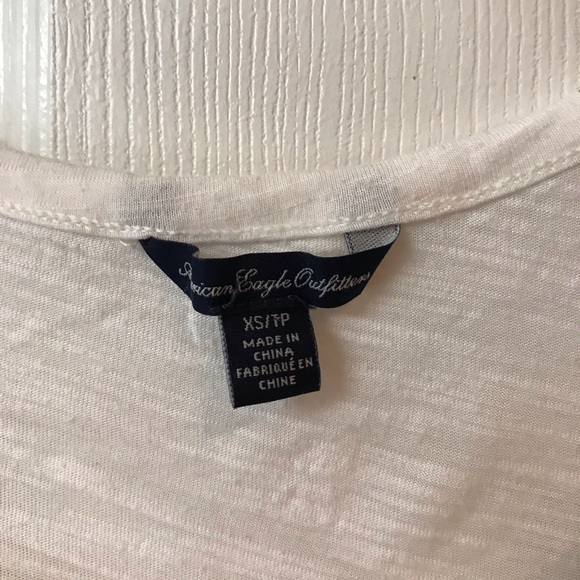 American Eagle Outfitters
XS/TP
MADE IN
CHINA
FABRIQUÉ EN
CHINE